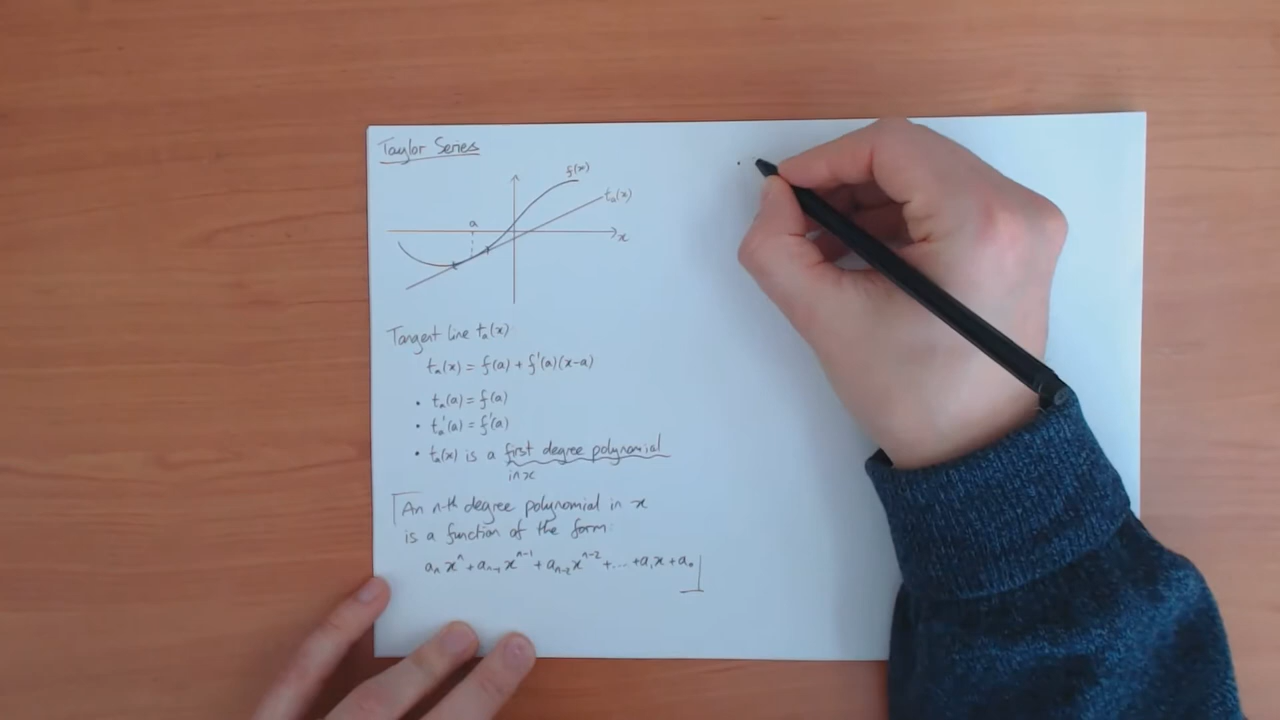 Taylor Series
f(x)
tₐ(x)
a
x
Tangent line tₐ(x)
tₐ(x) = f(a) + f'(a)(x-a)
• tₐ(a) = f(a)
• tₐ'(a) = f'(a)
• tₐ(x) is a first degree polynomial
in x
An n-th degree polynomial in x
is a function of the form:
aₙxⁿ + aₙ₋₁xⁿ⁻¹ + aₙ₋₂xⁿ⁻² + ... + a₁x + a₀